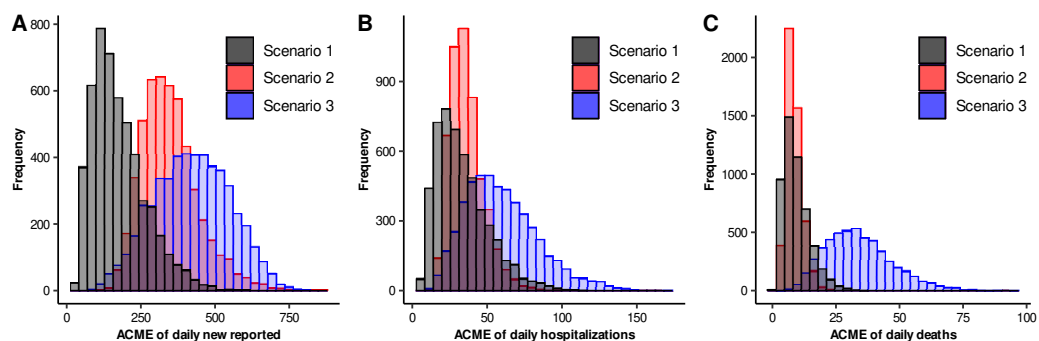 A
Frequency
800
600
400
200
0
0 250 500 750
ACME of daily new reported
Scenario 1
Scenario 2
Scenario 3
B
Frequency
900
600
300
0
0 50 100 150
ACME of daily hospitalizations
Scenario 1
Scenario 2
Scenario 3
C
Frequency
2000
1500
1000
500
0
0 25 50 75 100
ACME of daily deaths
Scenario 1
Scenario 2
Scenario 3